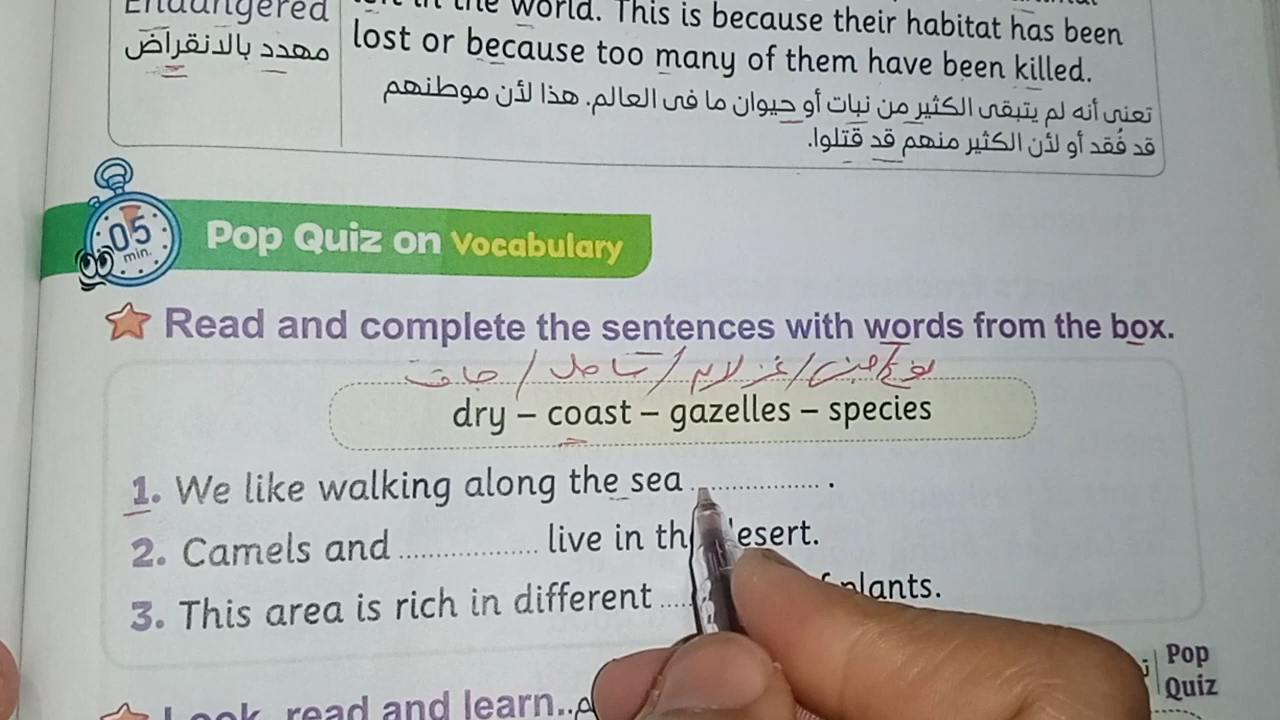 Endangered
مهدد بالانقراض
left in the world. This is because their habitat has been
lost or because too many of them have been killed.
تعنى أنه لم يتبقى الكثير من نبات أو حيوان ما فى العالم. هذا لأن موطنهم
قد فُقد أو لأن الكثير منهم قد قُتلوا.
05
min.
Pop Quiz on Vocabulary
Read and complete the sentences with words from the box.
جاف / ساحل / غزلان /
dry – coast – gazelles – species
1. We like walking along the sea .................. .
2. Camels and .................. live in the desert.
3. This area is rich in different ..... of plants.
Look, read and learn..
Pop
Quiz